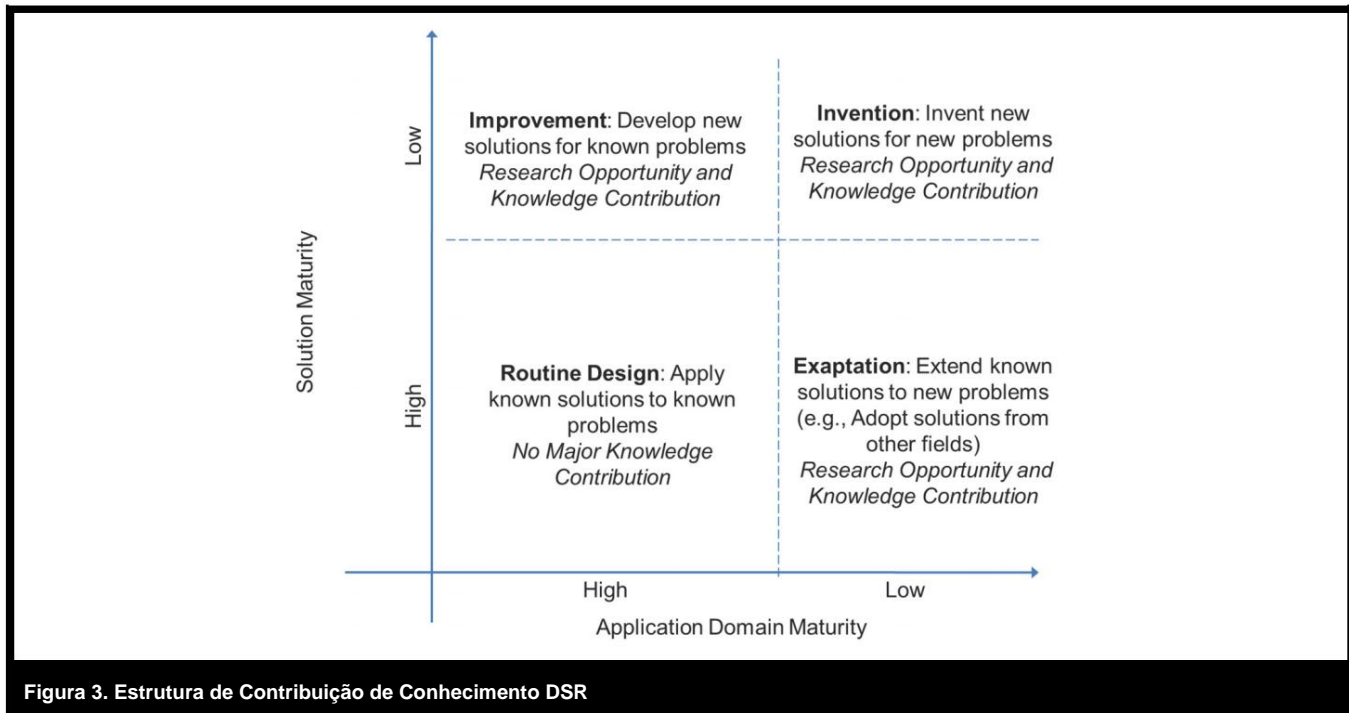 Improvement: Develop new
solutions for known problems
Research Opportunity and
Knowledge Contribution
Invention: Invent new
solutions for new problems
Research Opportunity and
Knowledge Contribution
Low
Solution Maturity
High
Routine Design: Apply
known solutions to known
problems
No Major Knowledge
Contribution
Exaptation: Extend known
solutions to new problems
(e.g., Adopt solutions from
other fields)
Research Opportunity and
Knowledge Contribution
High
Low
Application Domain Maturity
Figura 3. Estrutura de Contribuição de Conhecimento DSR